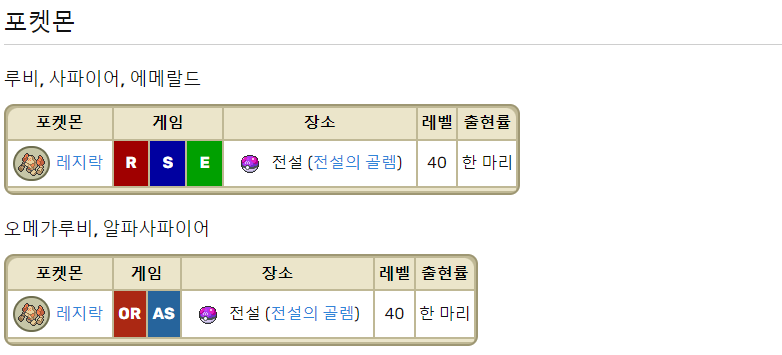 포켓몬
루비, 사파이어, 에메랄드
포켓몬 게임 장소 레벨 출현률
레지락 R S E 전설 (전설의 골렘) 40 한 마리
오메가루비, 알파사파이어
포켓몬 게임 장소 레벨 출현률
레지락 OR AS 전설 (전설의 골렘) 40 한 마리